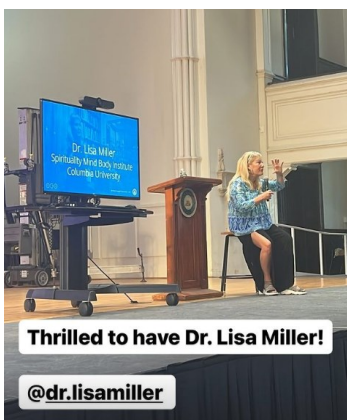 Dr. Lisa Miller
Spirituality Mind Body Institute
Columbia University
Thrilled to have Dr. Lisa Miller!
@dr.lisamiller